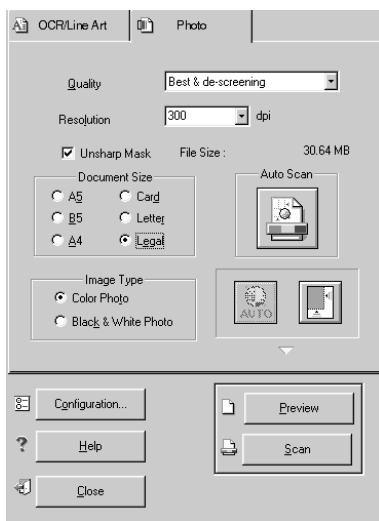 OCR/Line Art Photo
Quality Best & de-screening
Resolution 300 dpi
Unsharp Mask File Size : 30.64 MB
Document Size Auto Scan
A5 Card
B5 Letter
A4 Legal
Image Type
Color Photo
Black & White Photo
AUTO
Configuration... Preview
Help Scan
Close